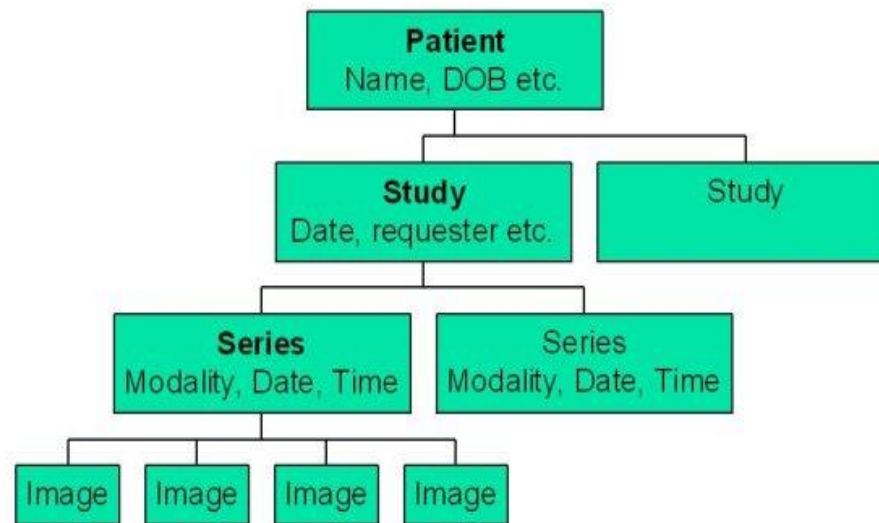 Patient
Name, DOB etc.
Study
Date, requester etc.
Study
Series
Modality, Date, Time
Series
Modality, Date, Time
Image
Image
Image
Image